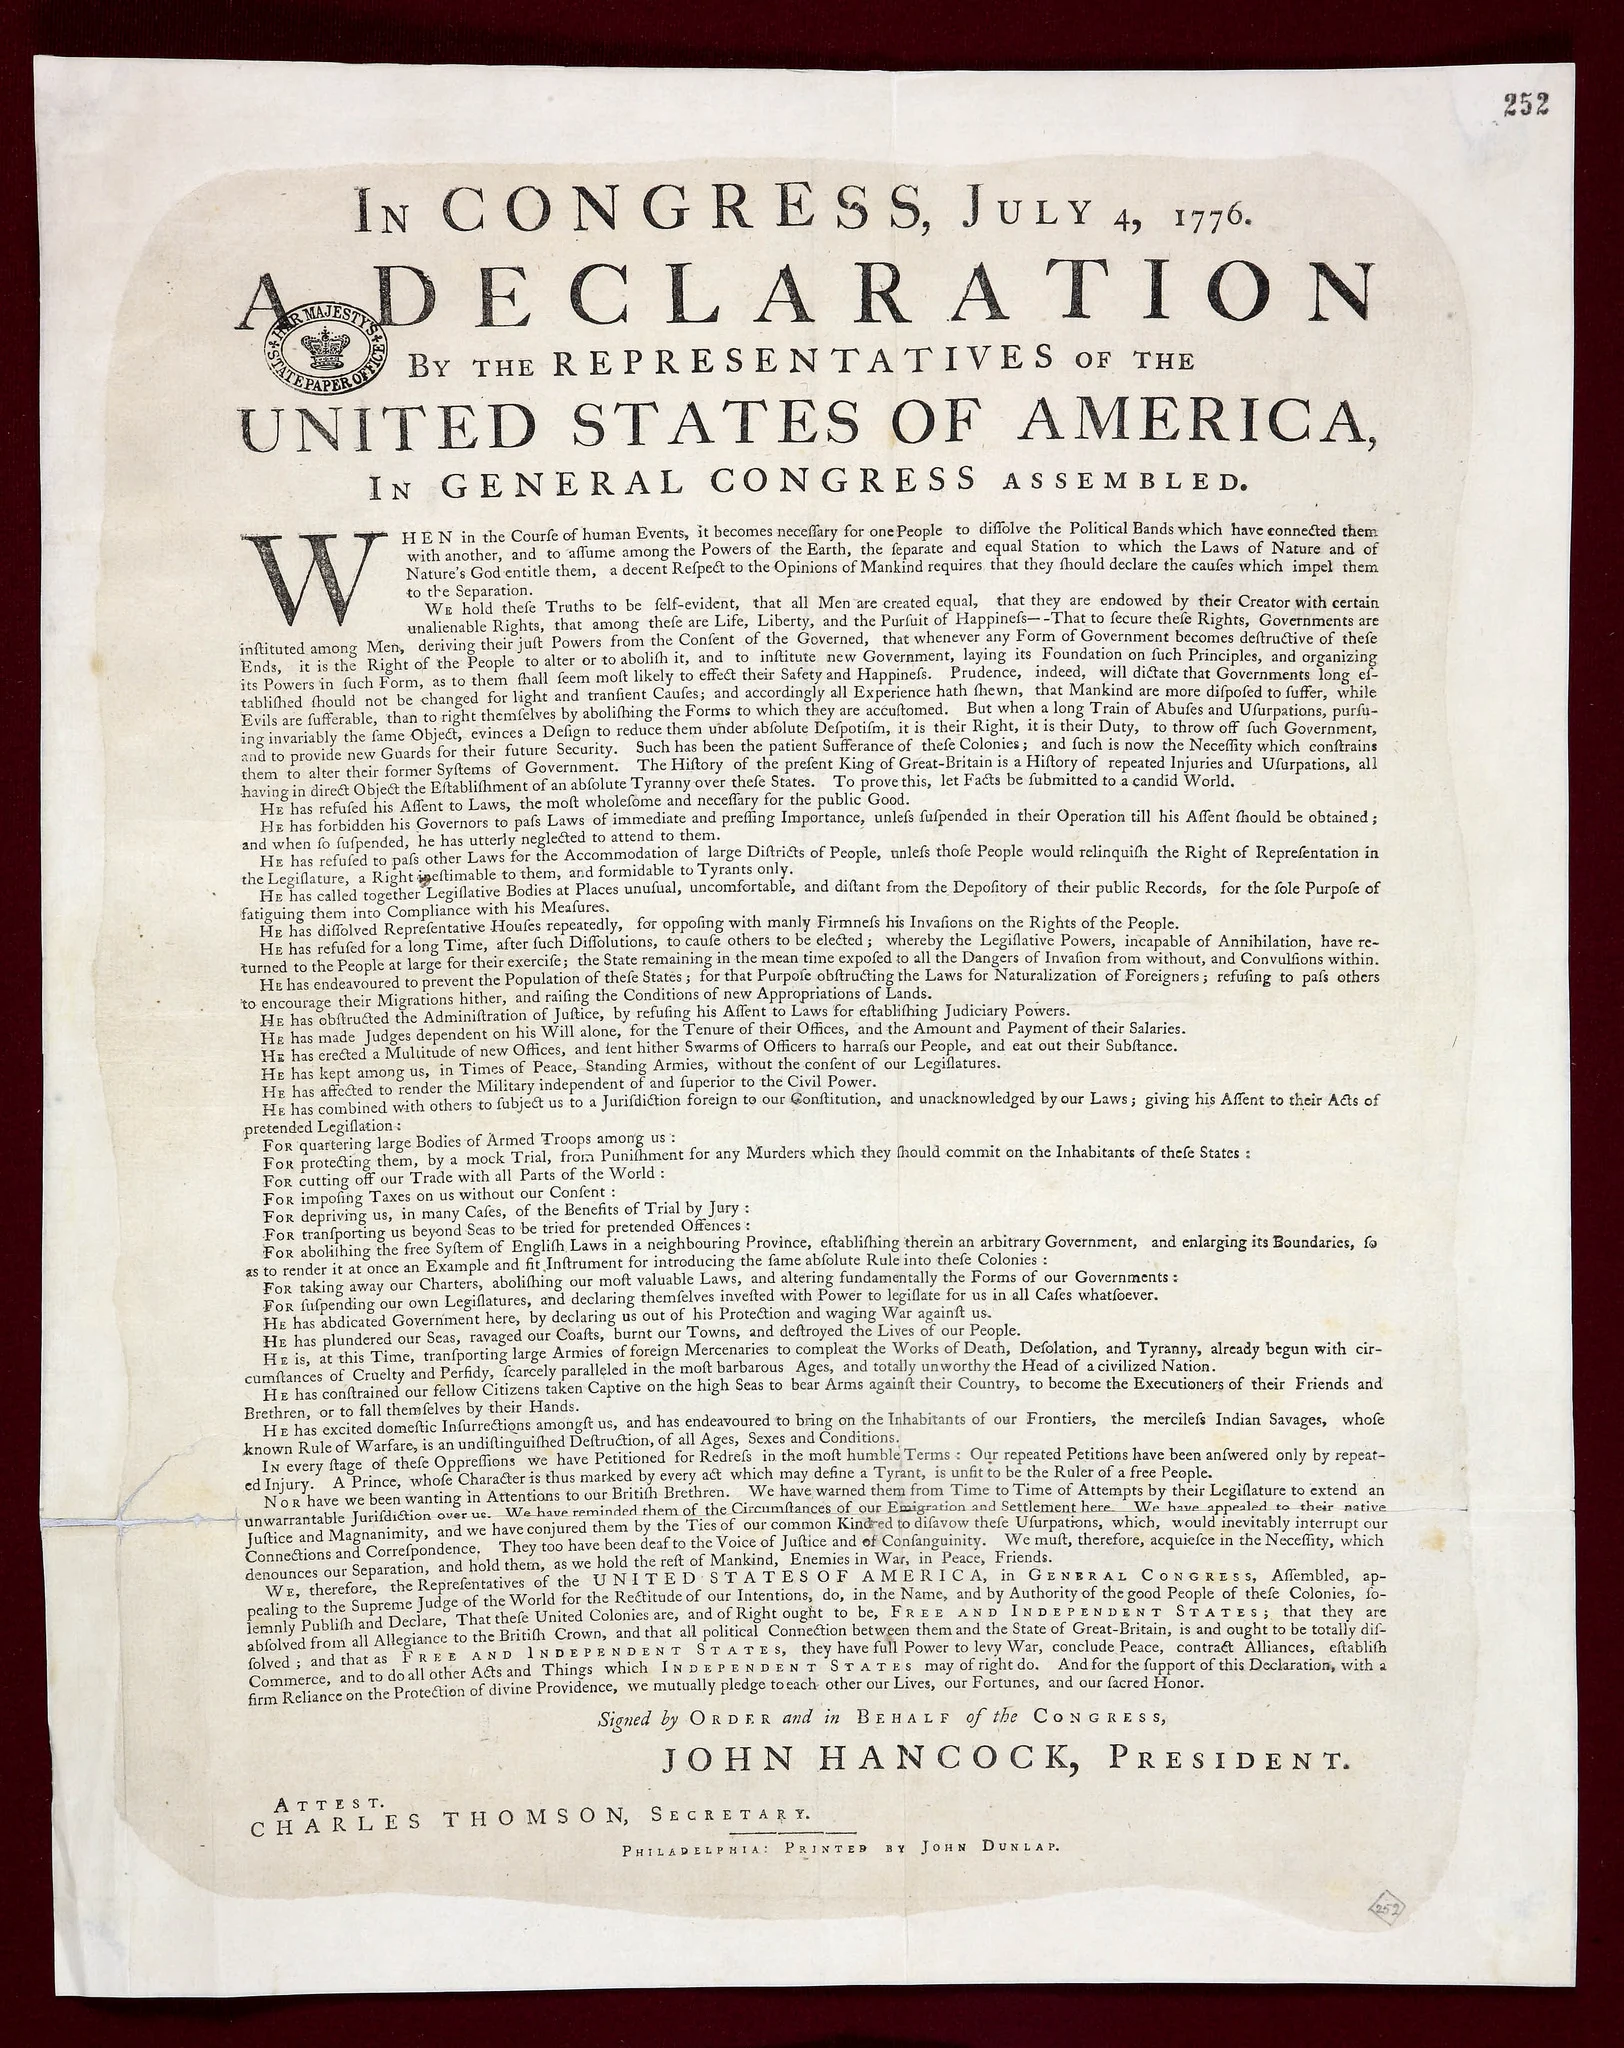 252
In CONGRESS, July 4, 1776.
A DECLARATION
HER MAJESTY'S STATE PAPER OFFICE
By the REPRESENTATIVES of the
UNITED STATES OF AMERICA,
In GENERAL CONGRESS assembled.
WHEN in the Courſe of human Events, it becomes neceſſary for one People to diſſolve the Political Bands which have connected them
with another, and to aſſume among the Powers of the Earth, the ſeparate and equal Station to which the Laws of Nature and of
Nature's God entitle them, a decent Reſpect to the Opinions of Mankind requires that they ſhould declare the cauſes which impel them
to the Separation.
We hold theſe Truths to be ſelf-evident, that all Men are created equal, that they are endowed by their Creator with certain
unalienable Rights, that among theſe are Life, Liberty, and the Purſuit of Happineſs— -That to ſecure theſe Rights, Governments are
inſtituted among Men, deriving their juſt Powers from the Conſent of the Governed, that whenever any Form of Government becomes deſtructive of theſe
Ends, it is the Right of the People to alter or to aboliſh it, and to inſtitute new Government, laying its Foundation on ſuch Principles, and organizing
its Powers in ſuch Form, as to them ſhall ſeem moſt likely to effect their Safety and Happineſs. Prudence, indeed, will dictate that Governments long eſ-
tabliſhed ſhould not be changed for light and tranſient Cauſes; and accordingly all Experience hath ſhewn, that Mankind are more diſpoſed to ſuffer, while
Evils are ſufferable, than to right themſelves by aboliſhing the Forms to which they are accuſtomed. But when a long Train of Abuſes and Uſurpations, purſu-
ing invariably the ſame Object, evinces a Deſign to reduce them under abſolute Deſpotiſm, it is their Right, it is their Duty, to throw off ſuch Government,
and to provide new Guards for their future Security. Such has been the patient Sufferance of theſe Colonies; and ſuch is now the Neceſſity which conſtrains
them to alter their former Syſtems of Government. The Hiſtory of the preſent King of Great-Britain is a Hiſtory of repeated Injuries and Uſurpations, all
having in direct Object the Eſtabliſhment of an abſolute Tyranny over theſe States. To prove this, let Facts be ſubmitted to a candid World.
He has refuſed his Aſſent to Laws, the moſt wholeſome and neceſſary for the public Good.
He has forbidden his Governors to paſs Laws of immediate and preſſing Importance, unleſs ſuſpended in their Operation till his Aſſent ſhould be obtained;
and when ſo ſuſpended, he has utterly neglected to attend to them.
He has refuſed to paſs other Laws for the Accommodation of large Diſtricts of People, unleſs thoſe People would relinquiſh the Right of Repreſentation in
the Legiſlature, a Right ineſtimable to them, and formidable to Tyrants only.
He has called together Legiſlative Bodies at Places unuſual, uncomfortable, and diſtant from the Depoſitory of their public Records, for the ſole Purpoſe of
fatiguing them into Compliance with his Meaſures.
He has diſſolved Repreſentative Houſes repeatedly, for oppoſing with manly Firmneſs his Invaſions on the Rights of the People.
He has refuſed for a long Time, after ſuch Diſſolutions, to cauſe others to be elected; whereby the Legiſlative Powers, incapable of Annihilation, have re-
turned to the People at large for their exerciſe; the State remaining in the mean time expoſed to all the Dangers of Invaſion from without, and Convulſions within.
He has endeavoured to prevent the Population of theſe States; for that Purpoſe obſtructing the Laws for Naturalization of Foreigners; refuſing to paſs others
to encourage their Migrations hither, and raiſing the Conditions of new Appropriations of Lands.
He has obſtructed the Adminiſtration of Juſtice, by refuſing his Aſſent to Laws for eſtabliſhing Judiciary Powers.
He has made Judges dependent on his Will alone, for the Tenure of their Offices, and the Amount and Payment of their Salaries.
He has erected a Multitude of new Offices, and ſent hither Swarms of Officers to harraſs our People, and eat out their Subſtance.
He has kept among us, in Times of Peace, Standing Armies, without the conſent of our Legiſlatures.
He has affected to render the Military independent of and ſuperior to the Civil Power.
He has combined with others to ſubject us to a Juriſdiction foreign to our Conſtitution, and unacknowledged by our Laws; giving his Aſſent to their Acts of
pretended Legiſlation:
For quartering large Bodies of Armed Troops among us:
For protecting them, by a mock Trial, from Puniſhment for any Murders which they ſhould commit on the Inhabitants of theſe States:
For cutting off our Trade with all Parts of the World:
For impoſing Taxes on us without our Conſent:
For depriving us, in many Caſes, of the Benefits of Trial by Jury:
For tranſporting us beyond Seas to be tried for pretended Offences:
For aboliſhing the free Syſtem of Engliſh Laws in a neighbouring Province, eſtabliſhing therein an arbitrary Government, and enlarging its Boundaries, ſo
as to render it at once an Example and fit Inſtrument for introducing the ſame abſolute Rule into theſe Colonies:
For taking away our Charters, aboliſhing our moſt valuable Laws, and altering fundamentally the Forms of our Governments:
For ſuſpending our own Legiſlatures, and declaring themſelves inveſted with Power to legiſlate for us in all Caſes whatſoever.
He has abdicated Government here, by declaring us out of his Protection and waging War againſt us.
He has plundered our Seas, ravaged our Coaſts, burnt our Towns, and deſtroyed the Lives of our People.
He is, at this Time, tranſporting large Armies of foreign Mercenaries to compleat the Works of Death, Deſolation, and Tyranny, already begun with cir-
cumſtances of Cruelty and Perfidy, ſcarcely paralleled in the moſt barbarous Ages, and totally unworthy the Head of a civilized Nation.
He has conſtrained our fellow Citizens taken Captive on the high Seas to bear Arms againſt their Country, to become the Executioners of their Friends and
Brethren, or to fall themſelves by their Hands.
He has excited domeſtic Inſurrections amongſt us, and has endeavoured to bring on the Inhabitants of our Frontiers, the mercileſs Indian Savages, whoſe
known Rule of Warfare, is an undiſtinguiſhed Deſtruction, of all Ages, Sexes and Conditions.
In every ſtage of theſe Oppreſſions we have Petitioned for Redreſs in the moſt humble Terms: Our repeated Petitions have been anſwered only by repeat-
ed Injury. A Prince, whoſe Character is thus marked by every act which may define a Tyrant, is unfit to be the Ruler of a free People.
Nor have we been wanting in Attentions to our Britiſh Brethren. We have warned them from Time to Time of Attempts by their Legiſlature to extend an
unwarrantable Juriſdiction over us. We have reminded them of the Circumſtances of our Emigration and Settlement here. We have appealed to their native
Juſtice and Magnanimity, and we have conjured them by the Ties of our common Kindred to diſavow theſe Uſurpations, which, would inevitably interrupt our
Connections and Correſpondence. They too have been deaf to the Voice of Juſtice and of Conſanguinity. We muſt, therefore, acquieſce in the Neceſſity, which
denounces our Separation, and hold them, as we hold the reſt of Mankind, Enemies in War, in Peace, Friends.
We, therefore, the Repreſentatives of the UNITED STATES OF AMERICA, in General Congress, Aſſembled, ap-
pealing to the Supreme Judge of the World for the Rectitude of our Intentions, do, in the Name, and by Authority of the good People of theſe Colonies, ſo-
lemnly Publiſh and Declare, That theſe United Colonies are, and of Right ought to be, Free and Independent States; that they are
abſolved from all Allegiance to the Britiſh Crown, and that all political Connection between them and the State of Great-Britain, is and ought to be totally diſ-
ſolved; and that as Free and Independent States, they have full Power to levy War, conclude Peace, contract Alliances, eſtabliſh
Commerce, and to do all other Acts and Things which Independent States may of right do. And for the ſupport of this Declaration, with a
firm Reliance on the Protection of divine Providence, we mutually pledge to each other our Lives, our Fortunes, and our ſacred Honor.
Signed by Order and in Behalf of the Congress,
JOHN HANCOCK, President.
Attest.
CHARLES THOMSON, Secretary.
Philadelphia: Printed by John Dunlap.
252